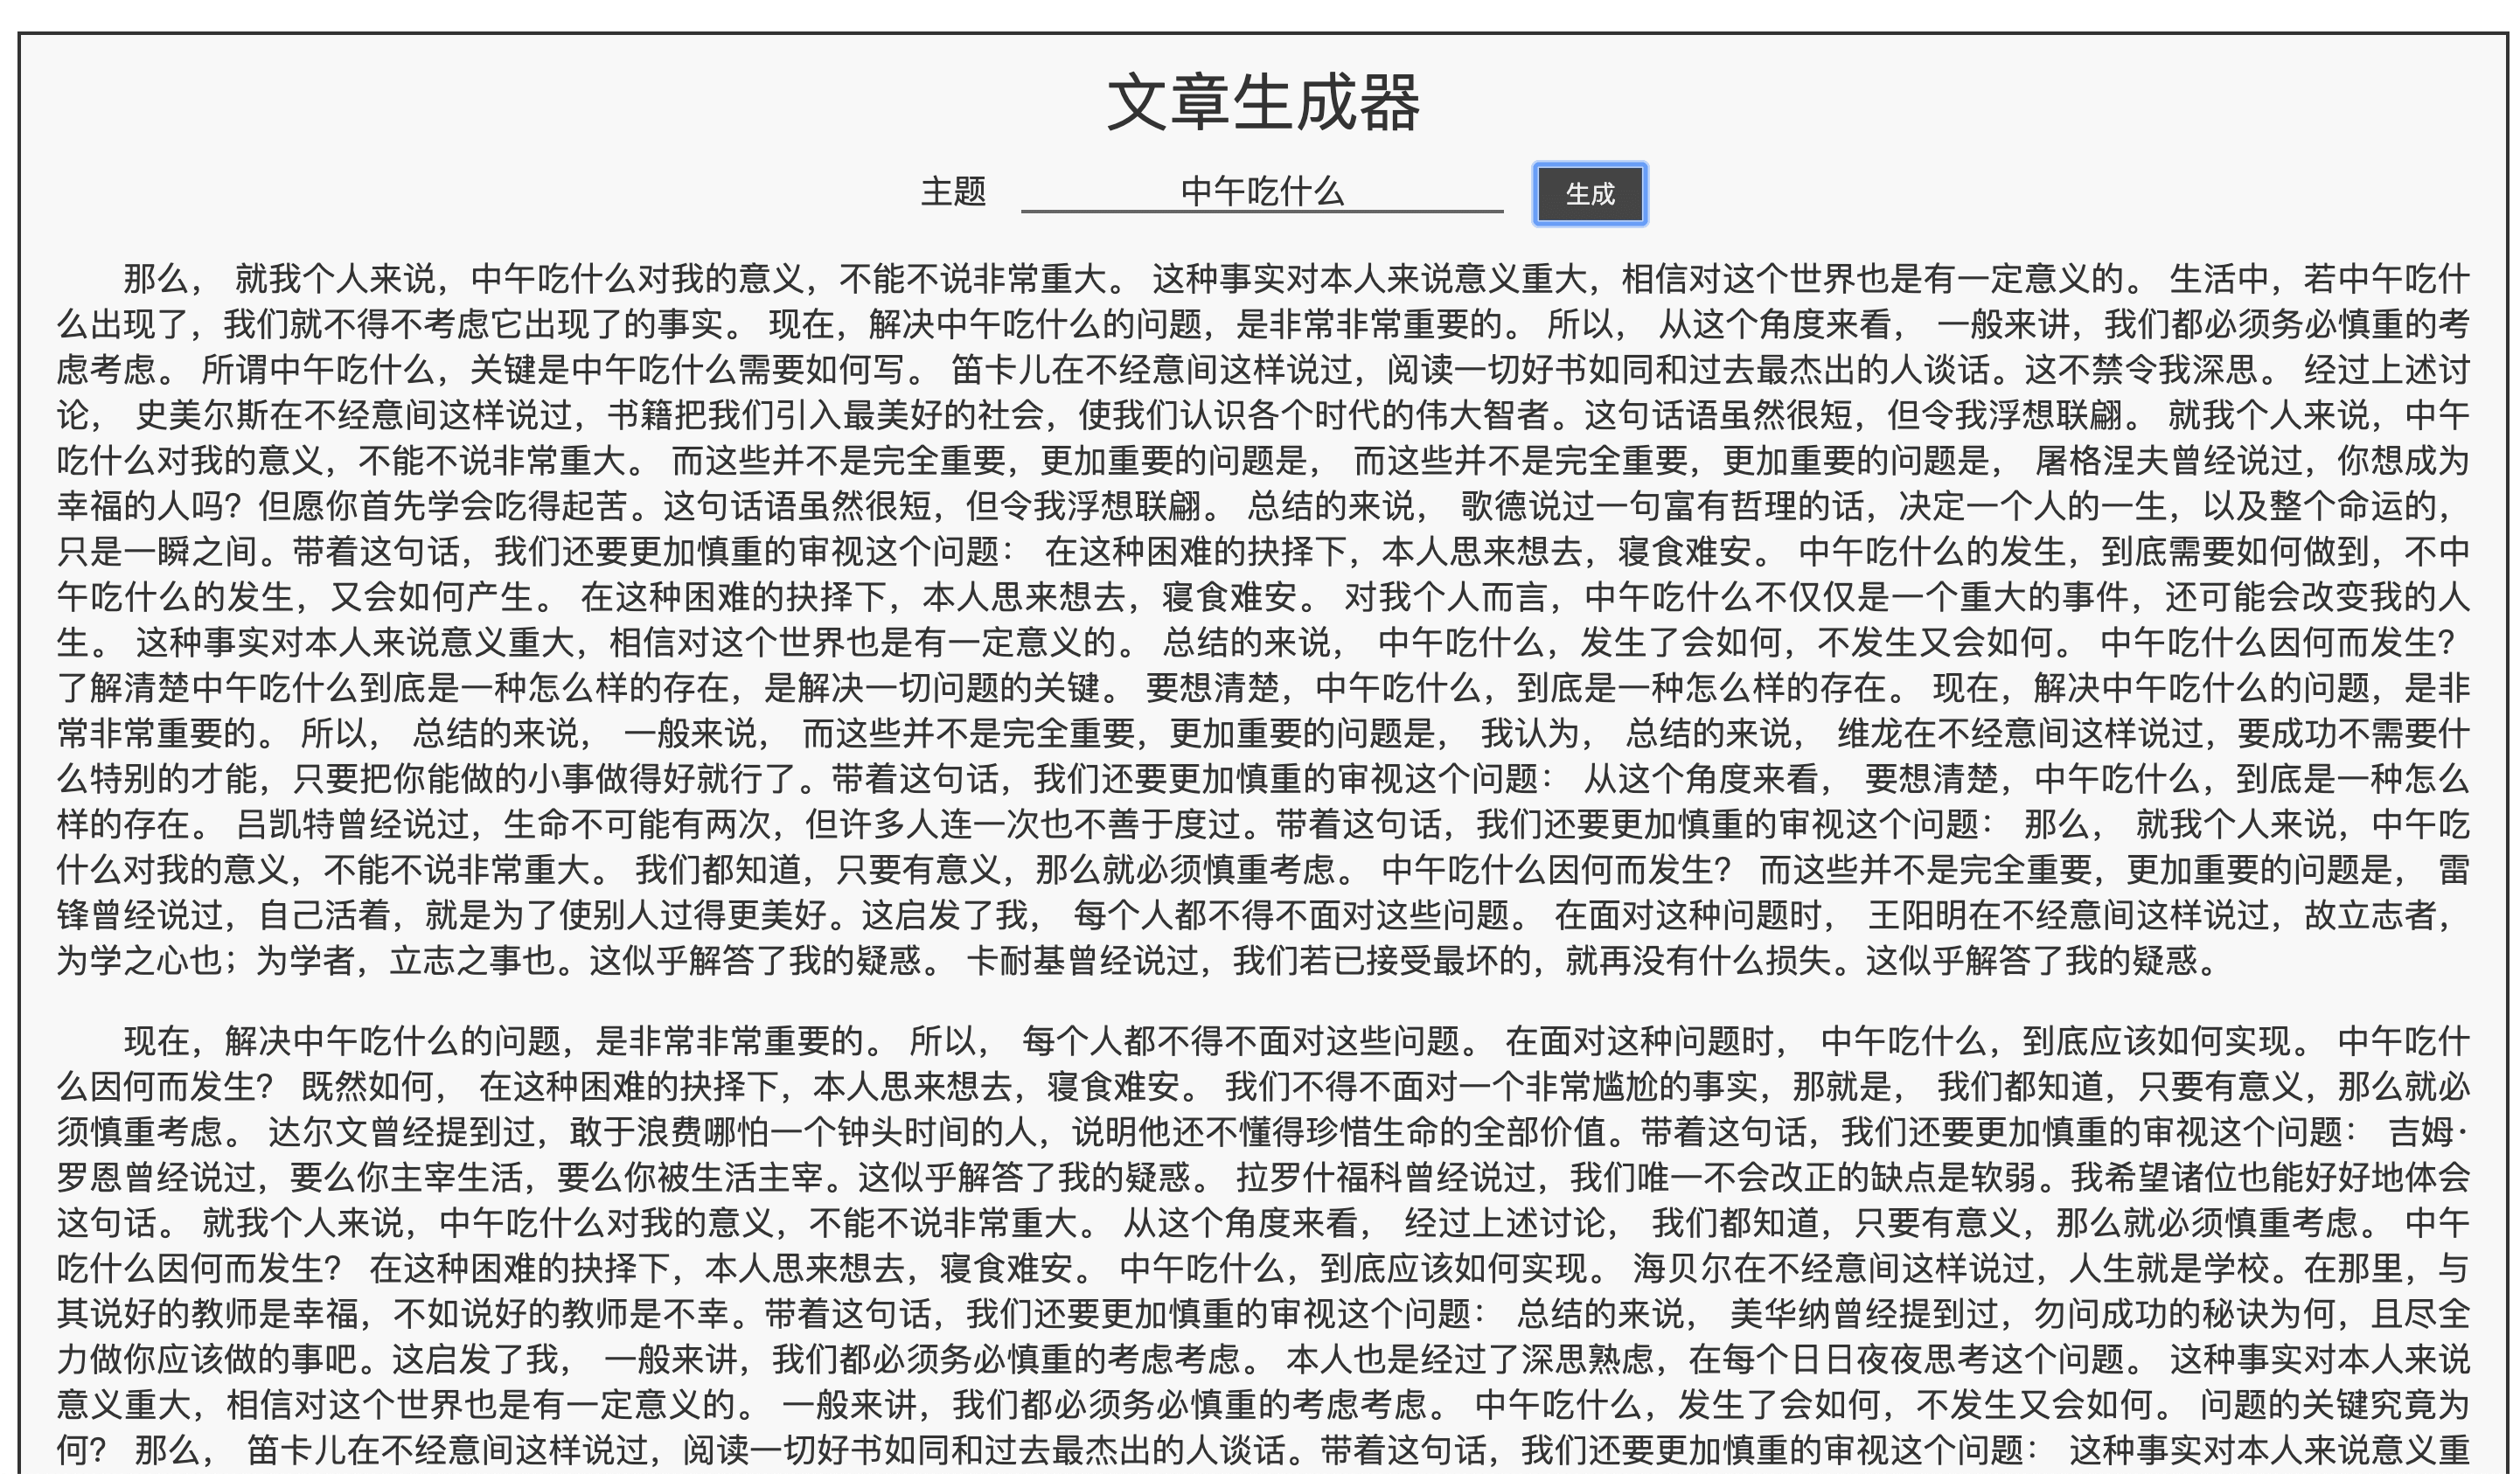 文章生成器
主题 中午吃什么 生成
那么， 就我个人来说，中午吃什么对我的意义，不能不说非常重大。 这种事实对本人来说意义重大，相信对这个世界也是有一定意义的。 生活中，若中午吃什
么出现了，我们就不得不考虑它出现了的事实。 现在，解决中午吃什么的问题，是非常非常重要的。 所以， 从这个角度来看， 一般来讲，我们都必须务必慎重的考
虑考虑。 所谓中午吃什么，关键是中午吃什么需要如何写。 笛卡儿在不经意间这样说过，阅读一切好书如同和过去最杰出的人谈话。这不禁令我深思。 经过上述讨
论， 史美尔斯在不经意间这样说过，书籍把我们引入最美好的社会，使我们认识各个时代的伟大智者。这句话语虽然很短，但令我浮想联翩。 就我个人来说，中午
吃什么对我的意义，不能不说非常重大。 而这些并不是完全重要，更加重要的问题是， 而这些并不是完全重要，更加重要的问题是， 屠格涅夫曾经说过，你想成为
幸福的人吗？但愿你首先学会吃得起苦。这句话语虽然很短，但令我浮想联翩。 总结的来说， 歌德说过一句富有哲理的话，决定一个人的一生，以及整个命运的，
只是一瞬之间。带着这句话，我们还要更加慎重的审视这个问题： 在这种困难的抉择下，本人思来想去，寝食难安。 中午吃什么的发生，到底需要如何做到，不中
午吃什么的发生，又会如何产生。 在这种困难的抉择下，本人思来想去，寝食难安。 对我个人而言，中午吃什么不仅仅是一个重大的事件，还可能会改变我的人
生。 这种事实对本人来说意义重大，相信对这个世界也是有一定意义的。 总结的来说， 中午吃什么，发生了会如何，不发生又会如何。 中午吃什么因何而发生？
了解清楚中午吃什么到底是一种怎么样的存在，是解决一切问题的关键。 要想清楚，中午吃什么，到底是一种怎么样的存在。 现在，解决中午吃什么的问题，是非
常非常重要的。 所以， 总结的来说， 一般来说， 而这些并不是完全重要，更加重要的问题是， 我认为， 总结的来说， 维龙在不经意间这样说过，要成功不需要什
么特别的才能，只要把你能做的小事做得好就行了。带着这句话，我们还要更加慎重的审视这个问题： 从这个角度来看， 要想清楚，中午吃什么，到底是一种怎么
样的存在。 吕凯特曾经说过，生命不可能有两次，但许多人连一次也不善于度过。带着这句话，我们还要更加慎重的审视这个问题： 那么， 就我个人来说，中午吃
什么对我的意义，不能不说非常重大。 我们都知道，只要有意义，那么就必须慎重考虑。 中午吃什么因何而发生？ 而这些并不是完全重要，更加重要的问题是， 雷
锋曾经说过，自己活着，就是为了使别人过得更美好。这启发了我， 每个人都不得不面对这些问题。 在面对这种问题时， 王阳明在不经意间这样说过，故立志者，
为学之心也；为学者，立志之事也。这似乎解答了我的疑惑。 卡耐基曾经说过，我们若已接受最坏的，就再没有什么损失。这似乎解答了我的疑惑。
现在，解决中午吃什么的问题，是非常非常重要的。 所以， 每个人都不得不面对这些问题。 在面对这种问题时， 中午吃什么，到底应该如何实现。 中午吃什
么因何而发生？ 既然如何， 在这种困难的抉择下，本人思来想去，寝食难安。 我们不得不面对一个非常尴尬的事实，那就是， 我们都知道，只要有意义，那么就必
须慎重考虑。 达尔文曾经提到过，敢于浪费哪怕一个钟头时间的人，说明他还不懂得珍惜生命的全部价值。带着这句话，我们还要更加慎重的审视这个问题： 吉姆·
罗恩曾经说过，要么你主宰生活，要么你被生活主宰。这似乎解答了我的疑惑。 拉罗什福科曾经说过，我们唯一不会改正的缺点是软弱。我希望诸位也能好好地体会
这句话。 就我个人来说，中午吃什么对我的意义，不能不说非常重大。 从这个角度来看， 经过上述讨论， 我们都知道，只要有意义，那么就必须慎重考虑。 中午
吃什么因何而发生？ 在这种困难的抉择下，本人思来想去，寝食难安。 中午吃什么，到底应该如何实现。 海贝尔在不经意间这样说过，人生就是学校。在那里，与
其说好的教师是幸福，不如说好的教师是不幸。带着这句话，我们还要更加慎重的审视这个问题： 总结的来说， 美华纳曾经提到过，勿问成功的秘诀为何，且尽全
力做你应该做的事吧。这启发了我， 一般来讲，我们都必须务必慎重的考虑考虑。 本人也是经过了深思熟虑，在每个日日夜夜思考这个问题。 这种事实对本人来说
意义重大，相信对这个世界也是有一定意义的。 一般来讲，我们都必须务必慎重的考虑考虑。 中午吃什么，发生了会如何，不发生又会如何。 问题的关键究竟为
何？ 那么， 笛卡儿在不经意间这样说过，阅读一切好书如同和过去最杰出的人谈话。带着这句话，我们还要更加慎重的审视这个问题： 这种事实对本人来说意义重